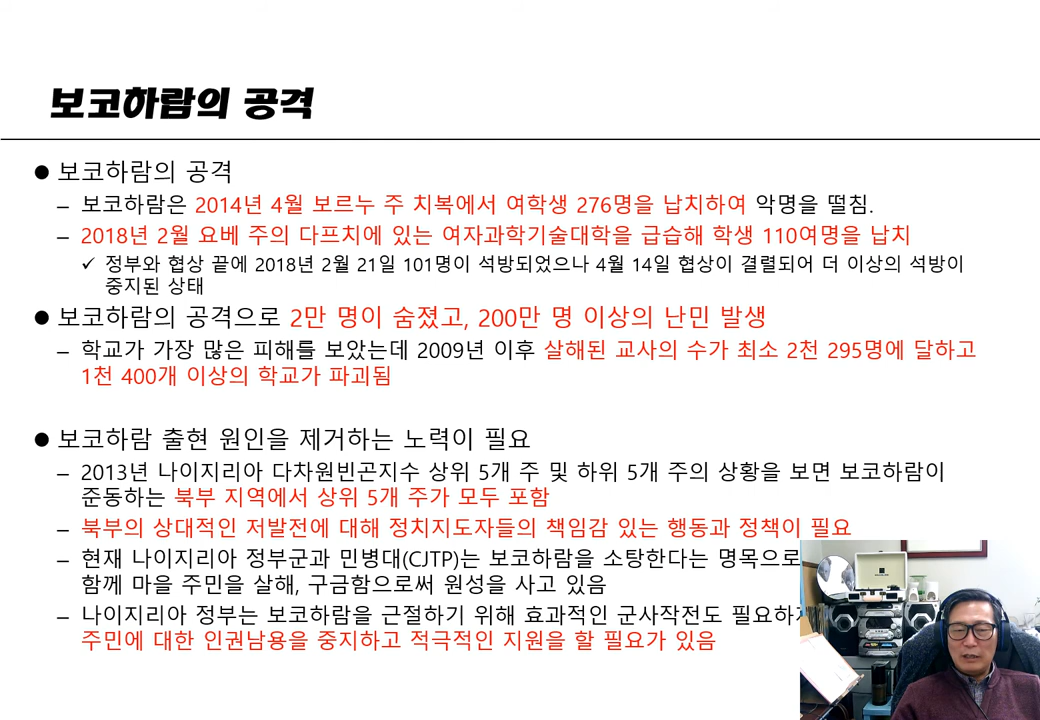 보코하람의 공격
● 보코하람의 공격
– 보코하람은 2014년 4월 보르누 주 치복에서 여학생 276명을 납치하여 악명을 떨침.
– 2018년 2월 요베 주의 다프치에 있는 여자과학기술대학을 급습해 학생 110여명을 납치
✓ 정부와 협상 끝에 2018년 2월 21일 101명이 석방되었으나 4월 14일 협상이 결렬되어 더 이상의 석방이
중지된 상태
● 보코하람의 공격으로 2만 명이 숨졌고, 200만 명 이상의 난민 발생
– 학교가 가장 많은 피해를 보았는데 2009년 이후 살해된 교사의 수가 최소 2천 295명에 달하고
1천 400개 이상의 학교가 파괴됨
● 보코하람 출현 원인을 제거하는 노력이 필요
– 2013년 나이지리아 다차원빈곤지수 상위 5개 주 및 하위 5개 주의 상황을 보면 보코하람이
준동하는 북부 지역에서 상위 5개 주가 모두 포함
– 북부의 상대적인 저발전에 대해 정치지도자들의 책임감 있는 행동과 정책이 필요
– 현재 나이지리아 정부군과 민병대(CJTP)는 보코하람을 소탕한다는 명목으로
함께 마을 주민을 살해, 구금함으로써 원성을 사고 있음
– 나이지리아 정부는 보코하람을 근절하기 위해 효과적인 군사작전도
주민에 대한 인권남용을 중지하고 적극적인 지원을 할 필요가 있음